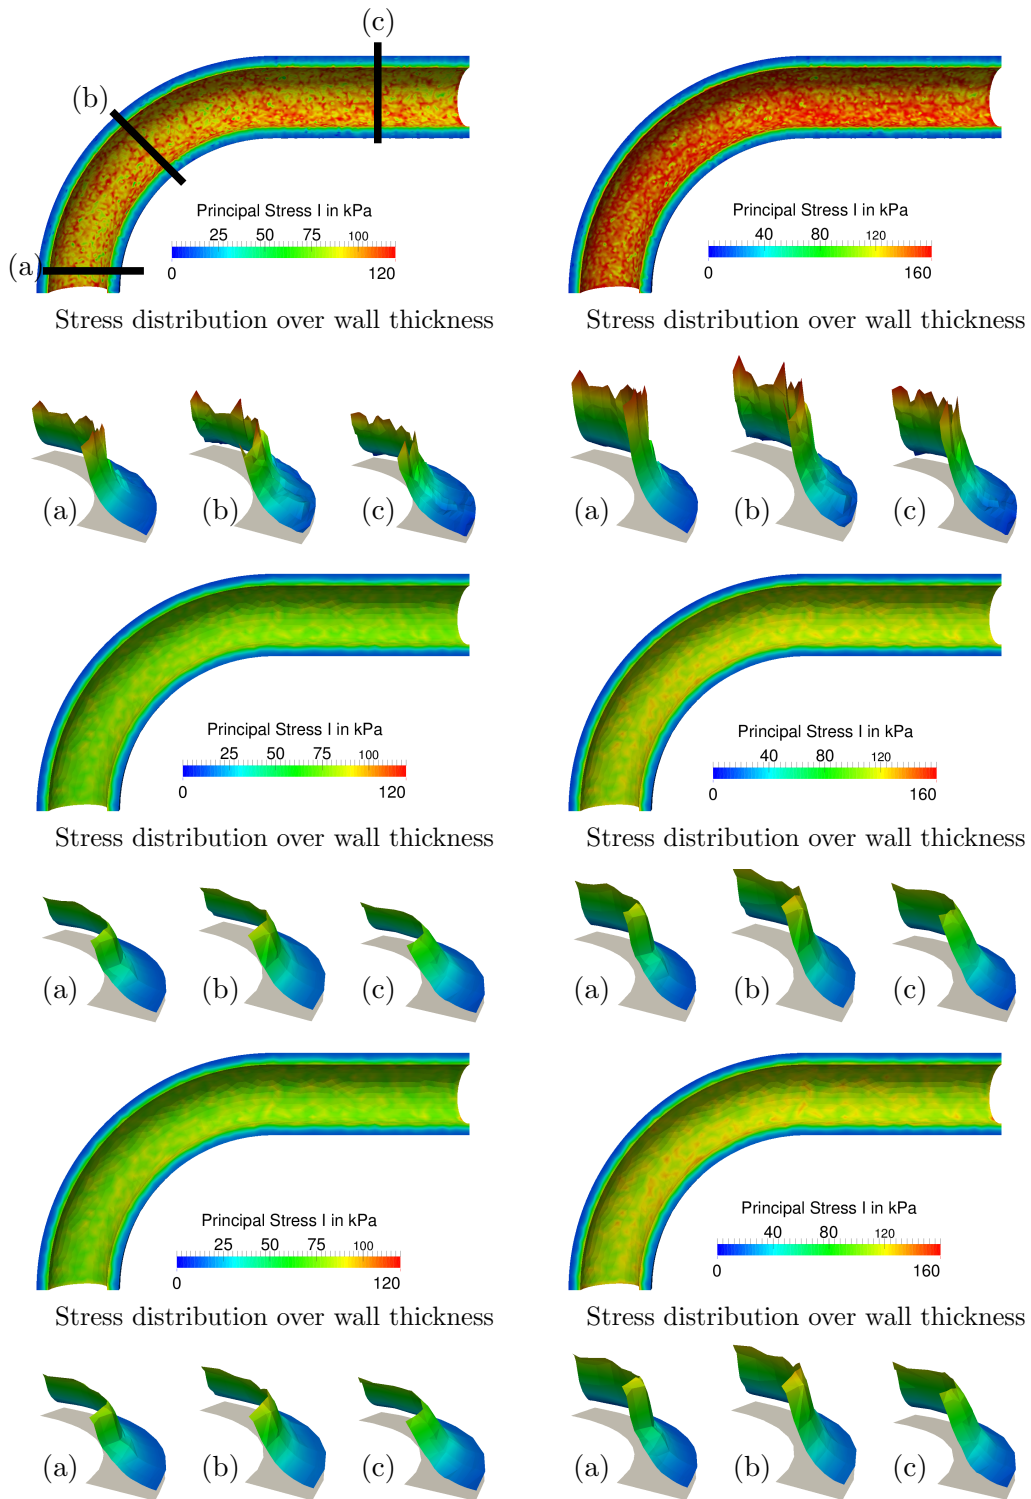 (c)
(b)
(a)
Principal Stress I in kPa
25 50 75 100
0 120
Stress distribution over wall thickness
Principal Stress I in kPa
40 80 120
0 160
Stress distribution over wall thickness
(a) (b) (c)
(a) (b) (c)
Principal Stress I in kPa
25 50 75 100
0 120
Stress distribution over wall thickness
Principal Stress I in kPa
40 80 120
0 160
Stress distribution over wall thickness
(a) (b) (c)
(a) (b) (c)
Principal Stress I in kPa
25 50 75 100
0 120
Stress distribution over wall thickness
Principal Stress I in kPa
40 80 120
0 160
Stress distribution over wall thickness
(a) (b) (c)
(a) (b) (c)